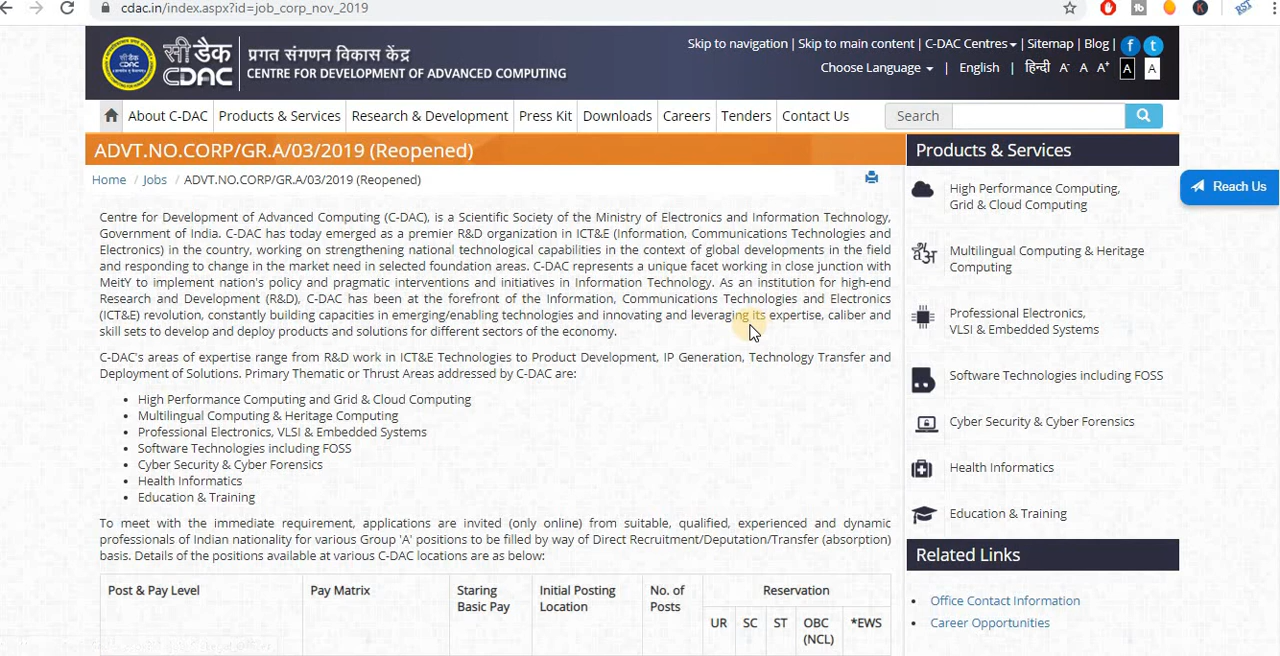 cdac.in/index.aspx?id=job_corp_nov_2019
सी डैक
CDAC
प्रगत संगणन विकास केंद्र
CENTRE FOR DEVELOPMENT OF ADVANCED COMPUTING
Skip to navigation | Skip to main content | C-DAC Centres | Sitemap | Blog | f t
Choose Language | English | हिन्दी A- A A+ A A
About C-DAC Products & Services Research & Development Press Kit Downloads Careers Tenders Contact Us Search
ADVT.NO.CORP/GR.A/03/2019 (Reopened)
Home / Jobs / ADVT.NO.CORP/GR.A/03/2019 (Reopened)
Centre for Development of Advanced Computing (C-DAC), is a Scientific Society of the Ministry of Electronics and Information Technology,
Government of India. C-DAC has today emerged as a premier R&D organization in ICT&E (Information, Communications Technologies and
Electronics) in the country, working on strengthening national technological capabilities in the context of global developments in the field
and responding to change in the market need in selected foundation areas. C-DAC represents a unique facet working in close junction with
MeitY to implement nation's policy and pragmatic interventions and initiatives in Information Technology. As an institution for high-end
Research and Development (R&D), C-DAC has been at the forefront of the Information, Communications Technologies and Electronics
(ICT&E) revolution, constantly building capacities in emerging/enabling technologies and innovating and leveraging its expertise, caliber and
skill sets to develop and deploy products and solutions for different sectors of the economy.
C-DAC's areas of expertise range from R&D work in ICT&E Technologies to Product Development, IP Generation, Technology Transfer and
Deployment of Solutions. Primary Thematic or Thrust Areas addressed by C-DAC are:
• High Performance Computing and Grid & Cloud Computing
• Multilingual Computing & Heritage Computing
• Professional Electronics, VLSI & Embedded Systems
• Software Technologies including FOSS
• Cyber Security & Cyber Forensics
• Health Informatics
• Education & Training
To meet with the immediate requirement, applications are invited (only online) from suitable, qualified, experienced and dynamic
professionals of Indian nationality for various Group 'A' positions to be filled by way of Direct Recruitment/Deputation/Transfer (absorption)
basis. Details of the positions available at various C-DAC locations are as below:
Post & Pay Level Pay Matrix Staring Initial Posting No. of Reservation
Basic Pay Location Posts
UR SC ST OBC *EWS
(NCL)
Products & Services
High Performance Computing,
Grid & Cloud Computing
Multilingual Computing & Heritage
Computing
Professional Electronics,
VLSI & Embedded Systems
Software Technologies including FOSS
Cyber Security & Cyber Forensics
Health Informatics
Education & Training
Related Links
• Office Contact Information
• Career Opportunities
Reach Us